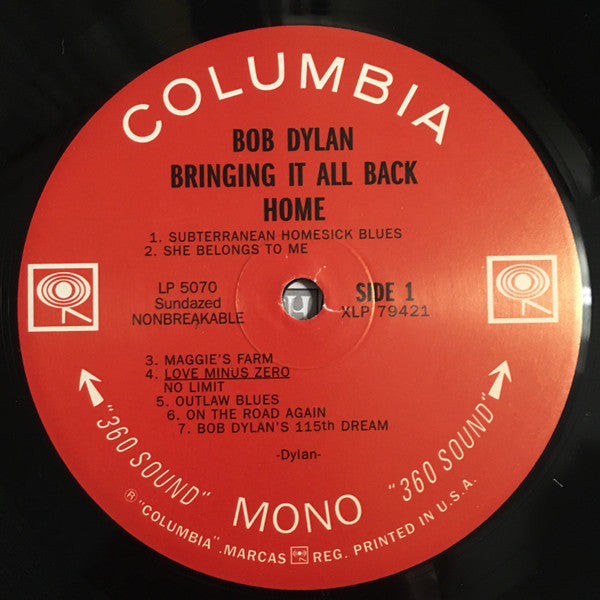 COLUMBIA
BOB DYLAN
BRINGING IT ALL BACK
HOME
1. SUBTERRANEAN HOMESICK BLUES
2. SHE BELONGS TO ME
LP 5070
Sundazed
NONBREAKABLE
SIDE 1
XLP 79421
3. MAGGIE'S FARM
4. LOVE MINUS ZERO
NO LIMIT
5. OUTLAW BLUES
6. ON THE ROAD AGAIN
7. BOB DYLAN'S 115th DREAM
-Dylan-
"360 SOUND"
MONO
"360 SOUND"
Ⓡ "COLUMBIA". MARCAS REG. PRINTED IN U.S.A.